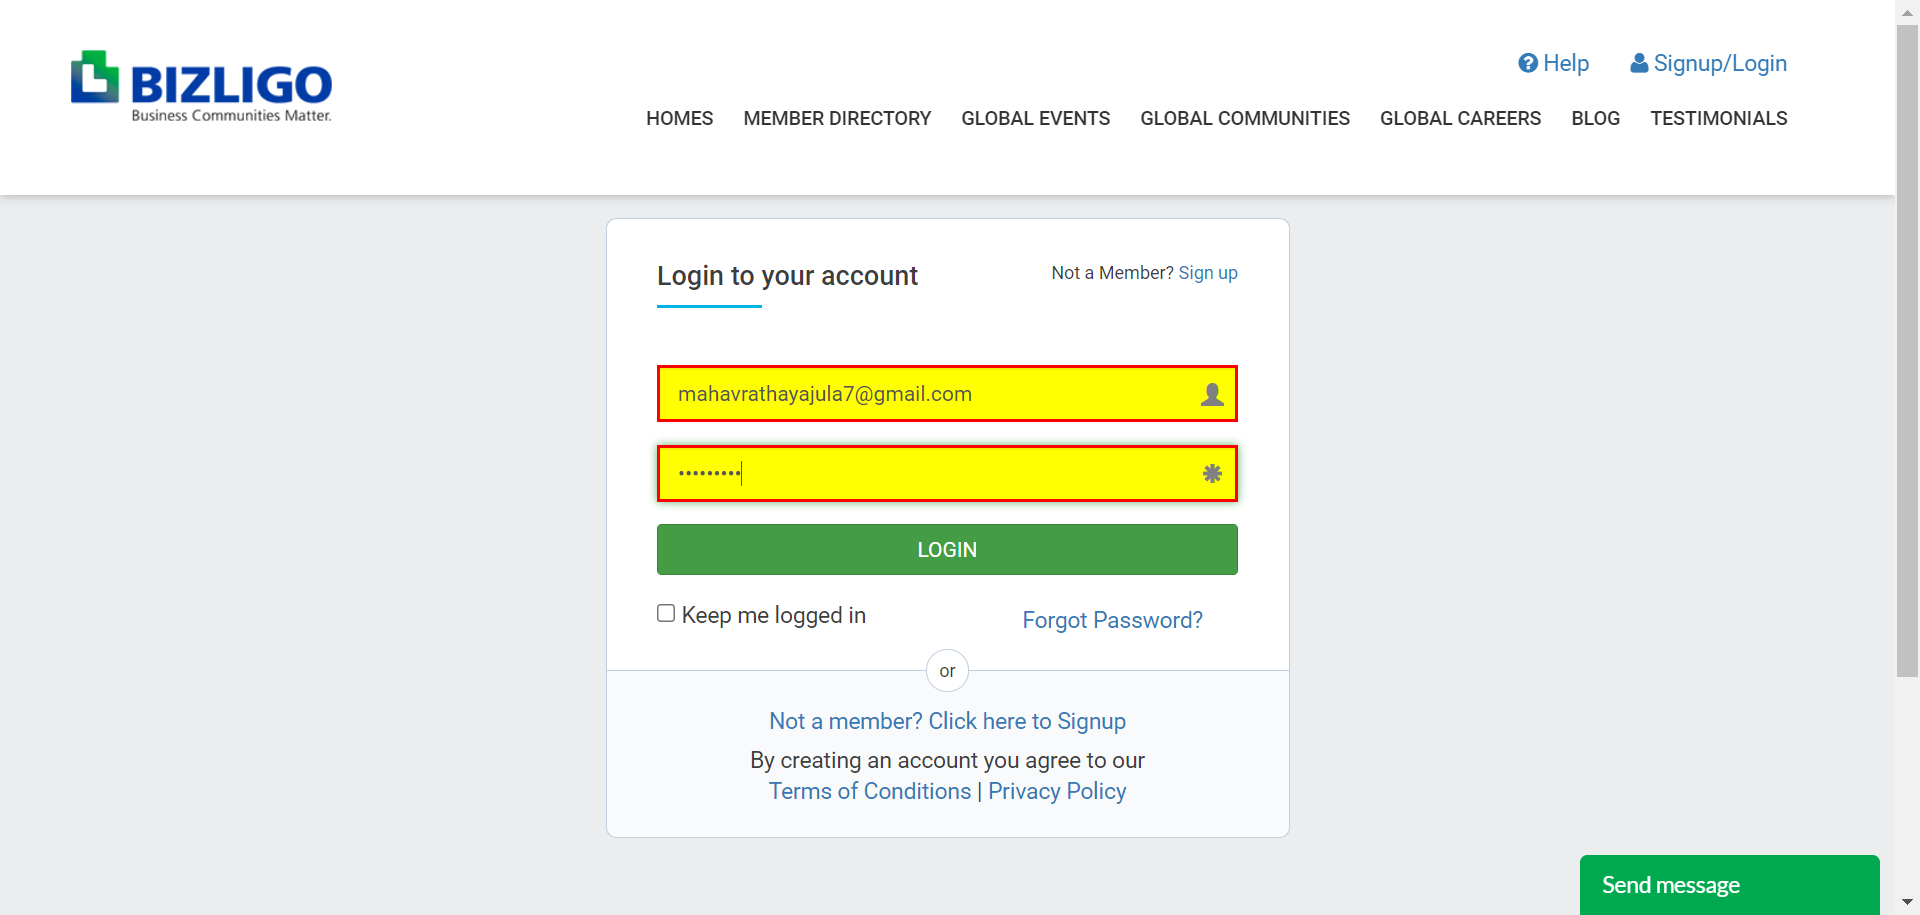 BIZLIGO
Business Communities Matter.
Help
Signup/Login
HOMES MEMBER DIRECTORY GLOBAL EVENTS GLOBAL COMMUNITIES GLOBAL CAREERS BLOG TESTIMONIALS
Login to your account
Not a Member? Sign up
mahavrathayajula7@gmail.com
•••••••••
LOGIN
Keep me logged in
Forgot Password?
or
Not a member? Click here to Signup
By creating an account you agree to our
Terms of Conditions | Privacy Policy
Send message